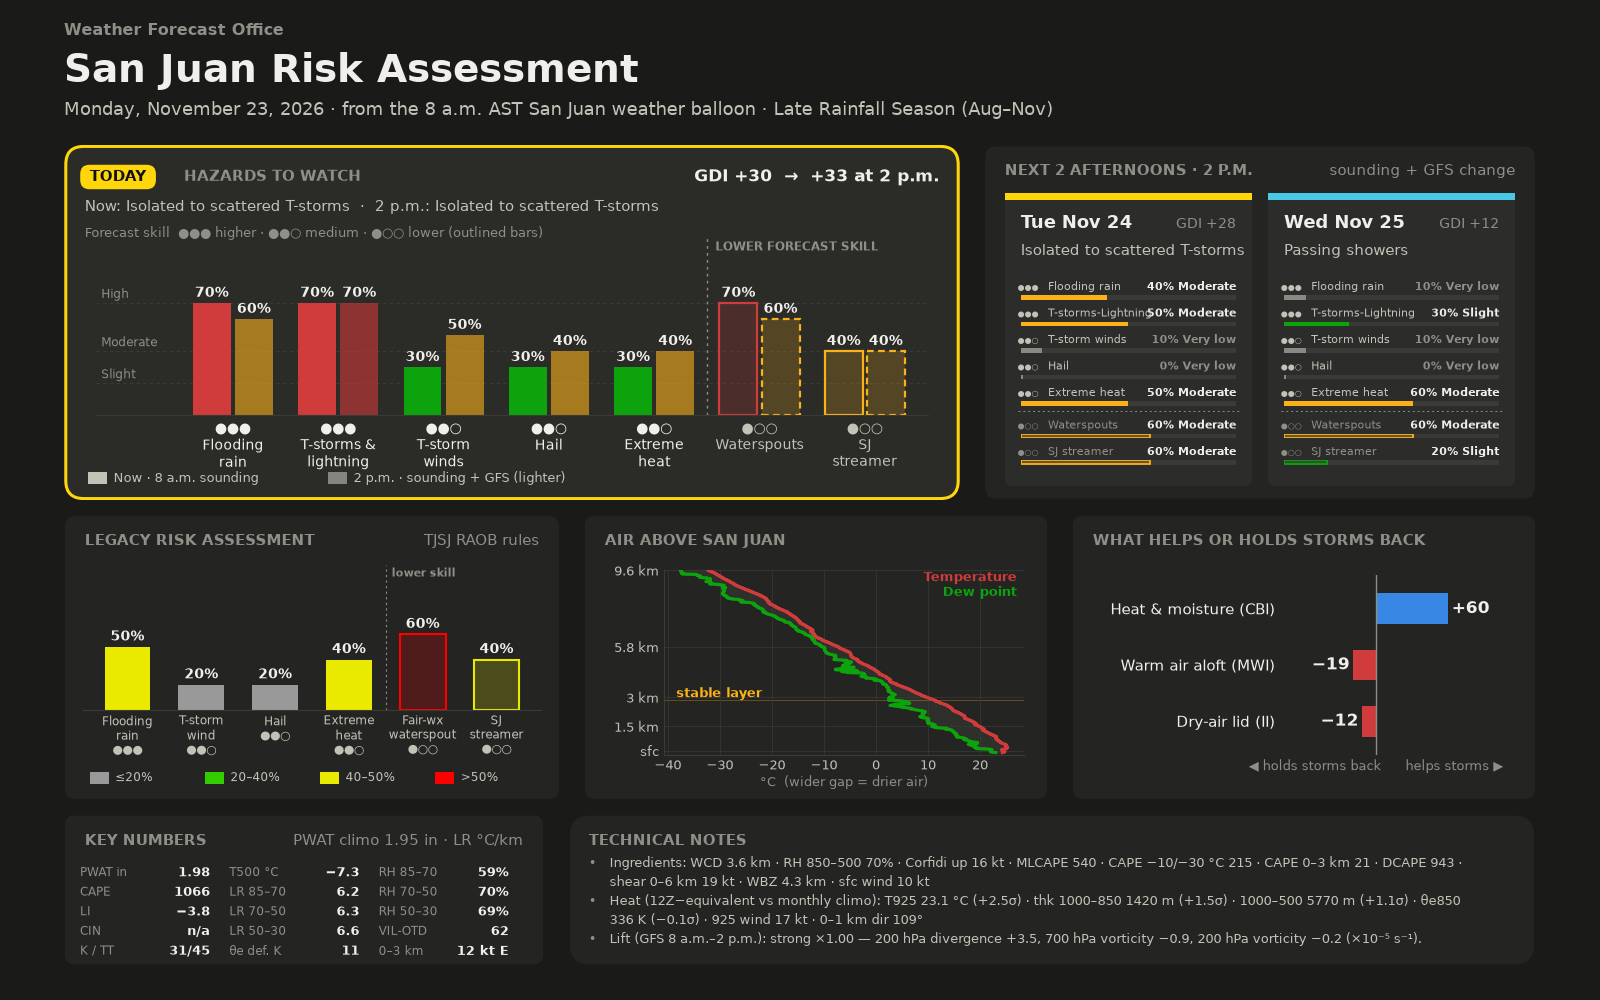 Weather Forecast Office
San Juan Risk Assessment
Monday, November 23, 2026 · from the 8 a.m. AST San Juan weather balloon · Late Rainfall Season (Aug–Nov)
TODAY HAZARDS TO WATCH GDI +30 → +33 at 2 p.m.
Now: Isolated to scattered T-storms · 2 p.m.: Isolated to scattered T-storms
Forecast skill ●●● higher · ●●○ medium · ●○○ lower (outlined bars)
LOWER FORECAST SKILL
High
Moderate
Slight
70% 60% 70% 70% 30% 50% 30% 40% 30% 40% 70% 60% 40% 40%
●●● ●●● ●●○ ●●○ ●●○ ●○○ ●○○
Flooding rain
T-storms & lightning
T-storm winds
Hail
Extreme heat
Waterspouts
SJ streamer
Now · 8 a.m. sounding 2 p.m. · sounding + GFS (lighter)
NEXT 2 AFTERNOONS · 2 P.M. sounding + GFS change
Tue Nov 24 GDI +28
Isolated to scattered T-storms
●●● Flooding rain 40% Moderate
●●● T-storms-Lightning 50% Moderate
●●○ T-storm winds 10% Very low
●●○ Hail 0% Very low
●●○ Extreme heat 50% Moderate
●○○ Waterspouts 60% Moderate
●○○ SJ streamer 60% Moderate
Wed Nov 25 GDI +12
Passing showers
●●● Flooding rain 10% Very low
●●● T-storms-Lightning 30% Slight
●●○ T-storm winds 10% Very low
●●○ Hail 0% Very low
●●○ Extreme heat 60% Moderate
●○○ Waterspouts 60% Moderate
●○○ SJ streamer 20% Slight
LEGACY RISK ASSESSMENT TJSJ RAOB rules
lower skill
50% 20% 20% 40% 60% 40%
Flooding rain
●●●
T-storm wind
●●○
Hail
●●○
Extreme heat
●●○
Fair-wx waterspout
●○○
SJ streamer
●○○
≤20% 20–40% 40–50% >50%
AIR ABOVE SAN JUAN
Temperature
Dew point
9.6 km
5.8 km
3 km
1.5 km
sfc
stable layer
−40 −30 −20 −10 0 10 20
°C (wider gap = drier air)
WHAT HELPS OR HOLDS STORMS BACK
Heat & moisture (CBI) +60
Warm air aloft (MWI) −19
Dry-air lid (II) −12
◀ holds storms back helps storms ▶
KEY NUMBERS PWAT climo 1.95 in · LR °C/km
PWAT in 1.98 T500 °C −7.3 RH 85–70 59%
CAPE 1066 LR 85–70 6.2 RH 70–50 70%
LI −3.8 LR 70–50 6.3 RH 50–30 69%
CIN n/a LR 50–30 6.6 VIL-OTD 62
K / TT 31/45 θe def. K 11 0–3 km 12 kt E
TECHNICAL NOTES
• Ingredients: WCD 3.6 km · RH 850–500 70% · Corfidi up 16 kt · MLCAPE 540 · CAPE −10/−30 °C 215 · CAPE 0–3 km 21 · DCAPE 943 ·
shear 0–6 km 19 kt · WBZ 4.3 km · sfc wind 10 kt
• Heat (12Z−equivalent vs monthly climo): T925 23.1 °C (+2.5σ) · thk 1000–850 1420 m (+1.5σ) · 1000–500 5770 m (+1.1σ) · θe850
336 K (−0.1σ) · 925 wind 17 kt · 0–1 km dir 109°
• Lift (GFS 8 a.m.–2 p.m.): strong ×1.00 — 200 hPa divergence +3.5, 700 hPa vorticity −0.9, 200 hPa vorticity −0.2 (×10⁻⁵ s⁻¹).